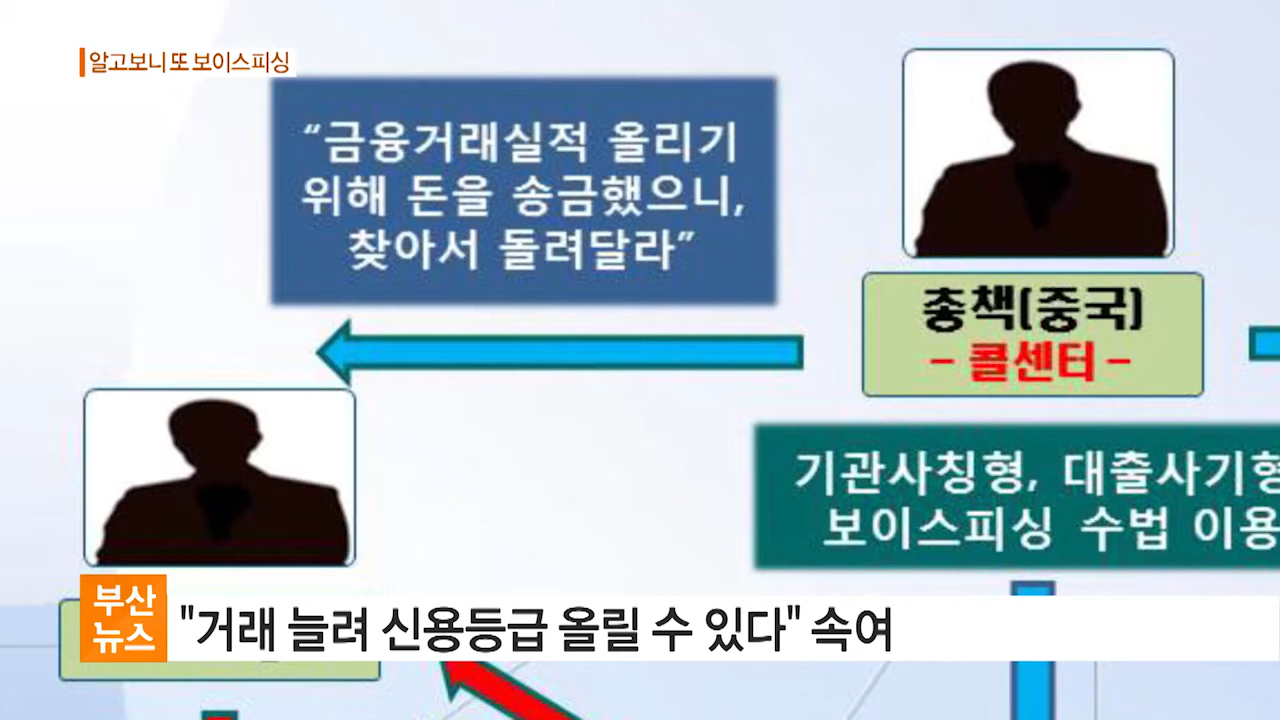 알고보니 또 보이스피싱
“금융거래실적 올리기
위해 돈을 송금했으니,
찾아서 돌려달라”
총책(중국)
- 콜센터 -
기관사칭형, 대출사기형
보이스피싱 수법 이용
부산
뉴스
"거래 늘려 신용등급 올릴 수 있다" 속여